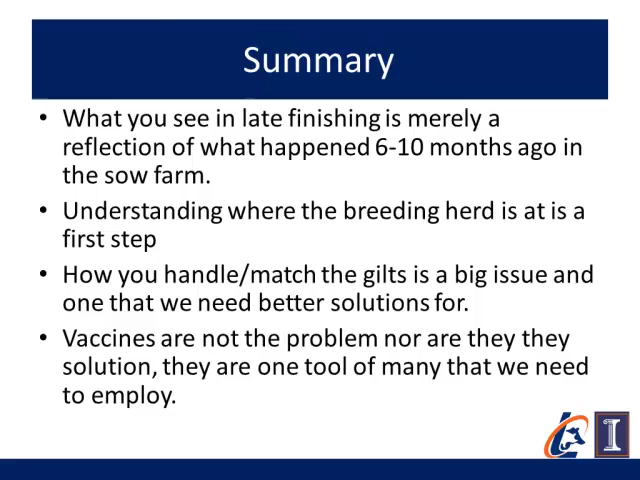 Summary
• What you see in late finishing is merely a
reflection of what happened 6-10 months ago in
the sow farm.
• Understanding where the breeding herd is at is a
first step
• How you handle/match the gilts is a big issue and
one that we need better solutions for.
• Vaccines are not the problem nor are they they
solution, they are one tool of many that we need
to employ.
I